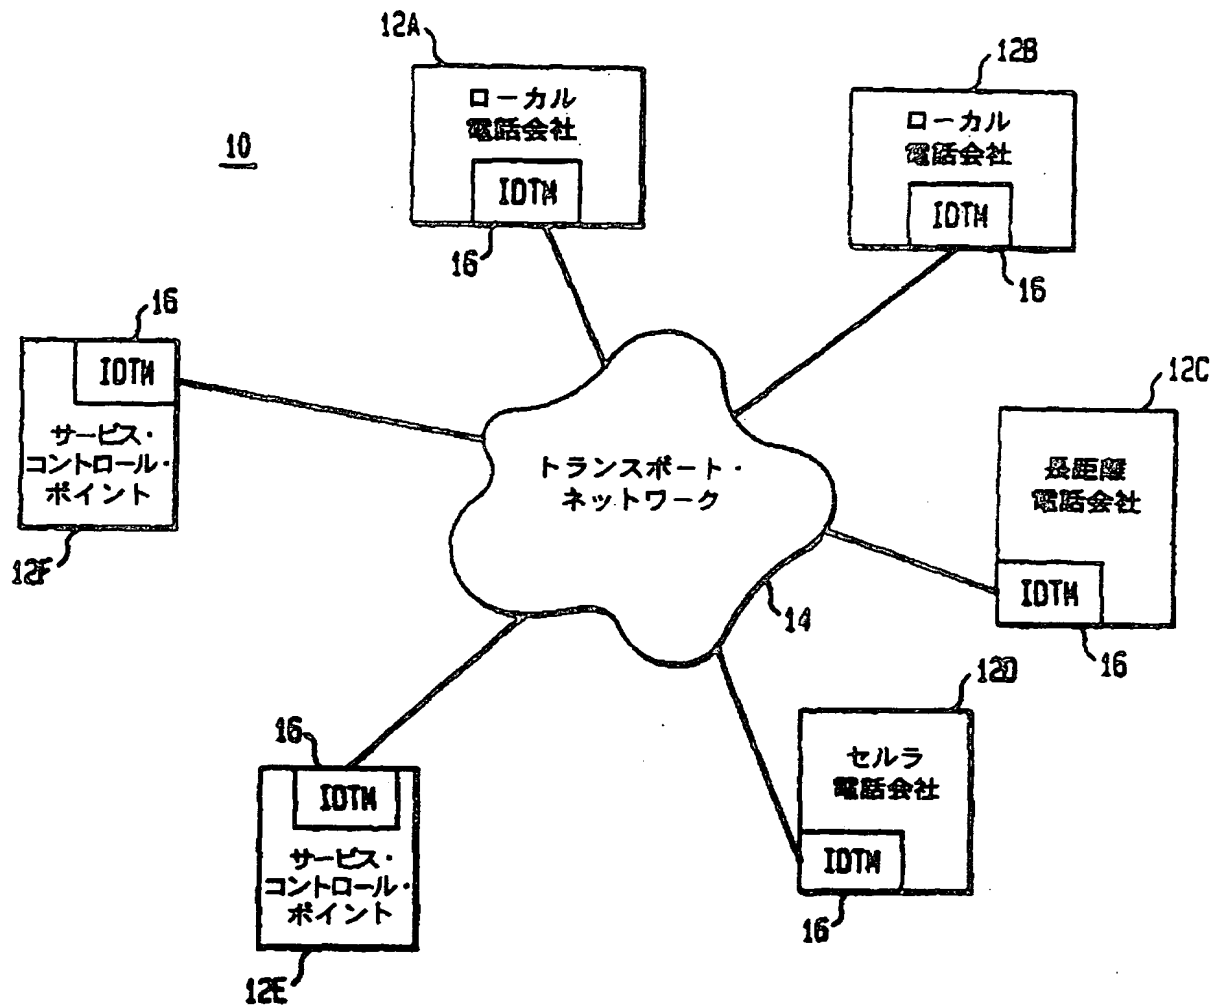 12A
ローカル
電話会社
IDTM
16
12B
ローカル
電話会社
IDTM
16
10
16
IDTM
サービス・
コントロール・
ポイント
12F
トランスポート・
ネットワーク
14
12C
長距離
電話会社
IDTM
16
12D
セルラ
電話会社
IDTM
16
16
IDTM
サービス・
コントロール・
ポイント
12E